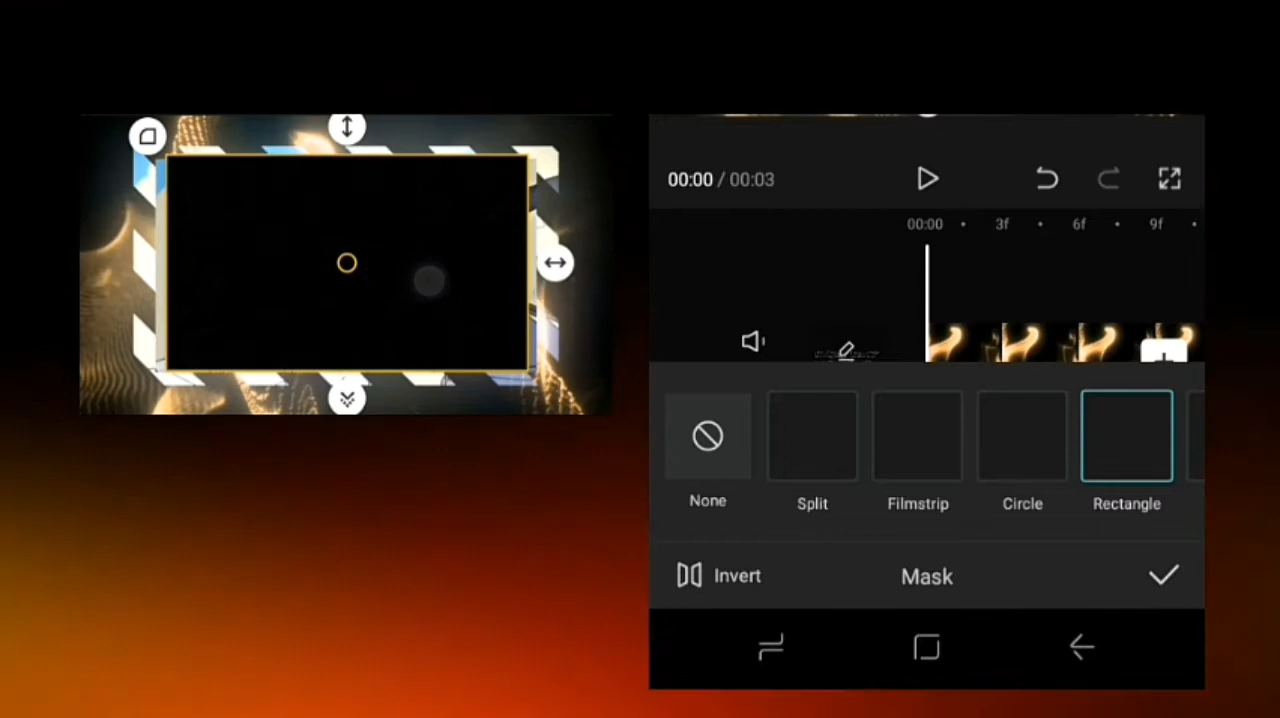 00:00 / 00:03
00:00 3f 6f 9f
None Split Filmstrip Circle Rectangle
Invert Mask